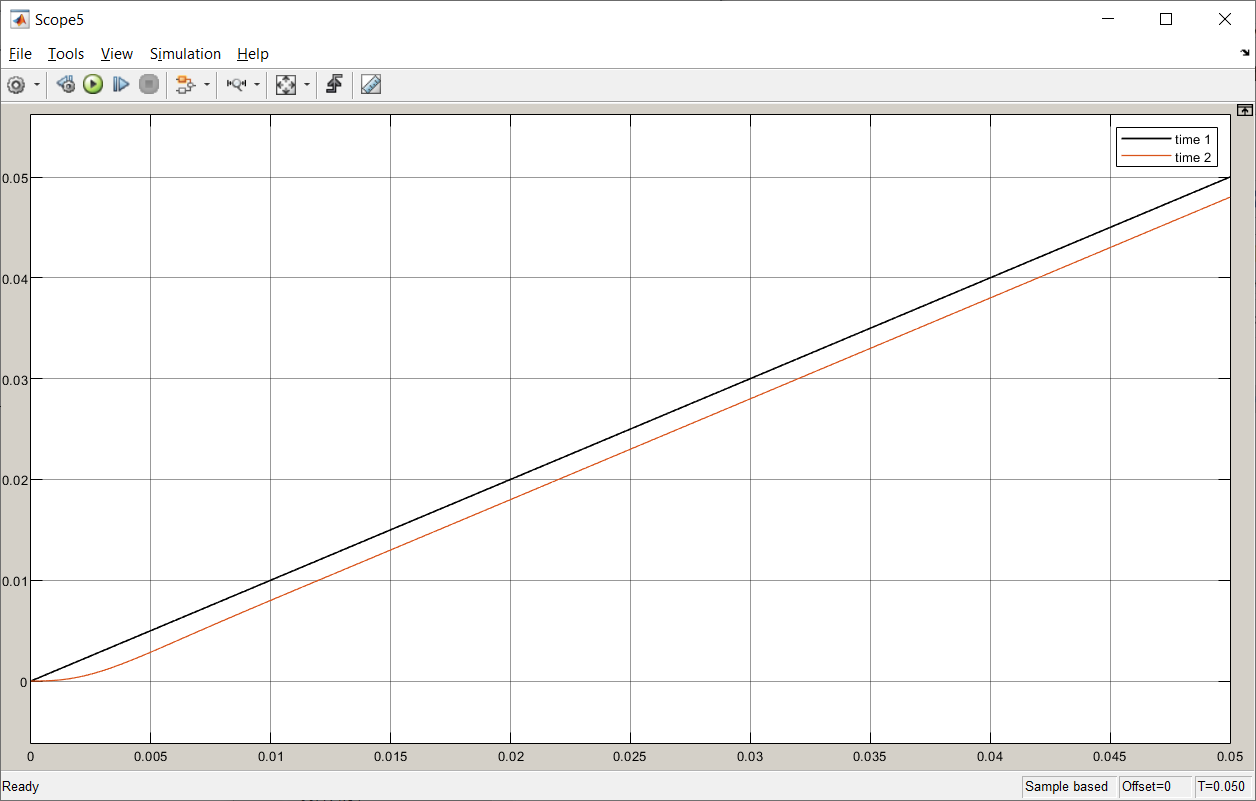 Scope5
File Tools View Simulation Help
time 1
time 2
0.05
0.04
0.03
0.02
0.01
0
0 0.005 0.01 0.015 0.02 0.025 0.03 0.035 0.04 0.045 0.05
Ready Sample based Offset=0 T=0.050